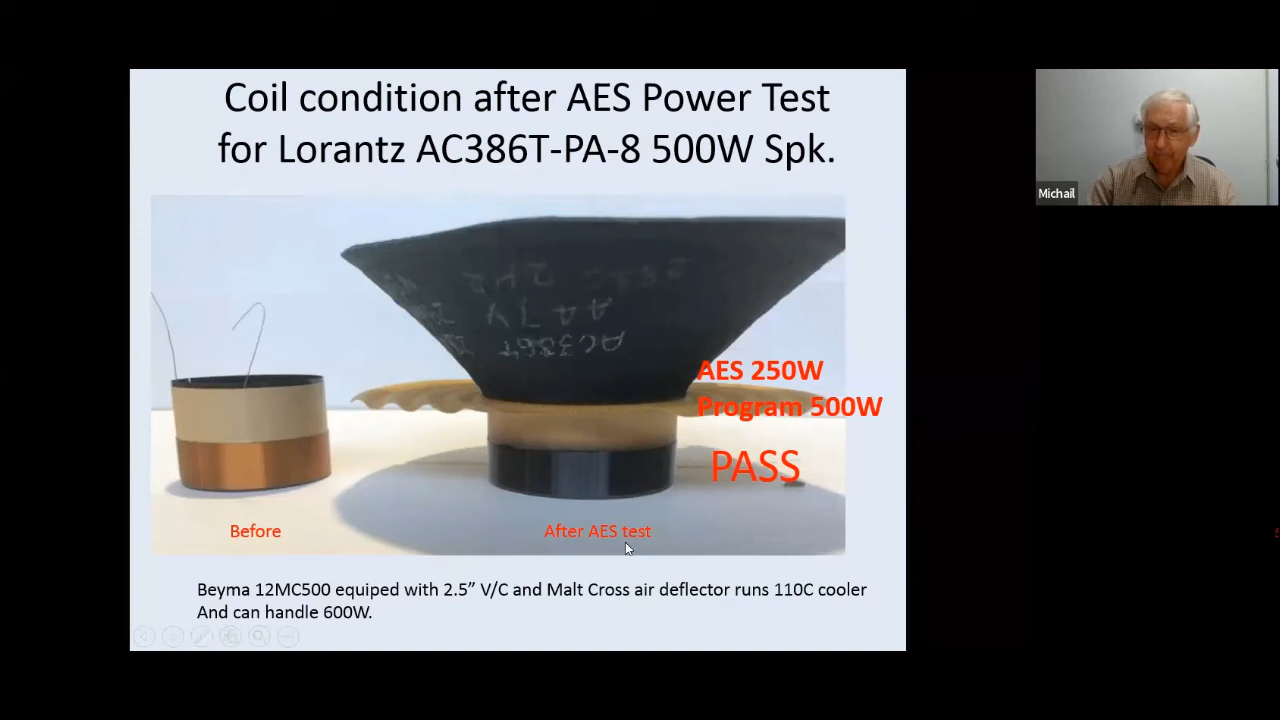 Coil condition after AES Power Test
for Lorantz AC386T-PA-8 500W Spk.
Michail
AES 250W
Program 500W
PASS
Before
After AES test
Beyma 12MC500 equiped with 2.5” V/C and Malt Cross air deflector runs 110C cooler
And can handle 600W.
AC386T